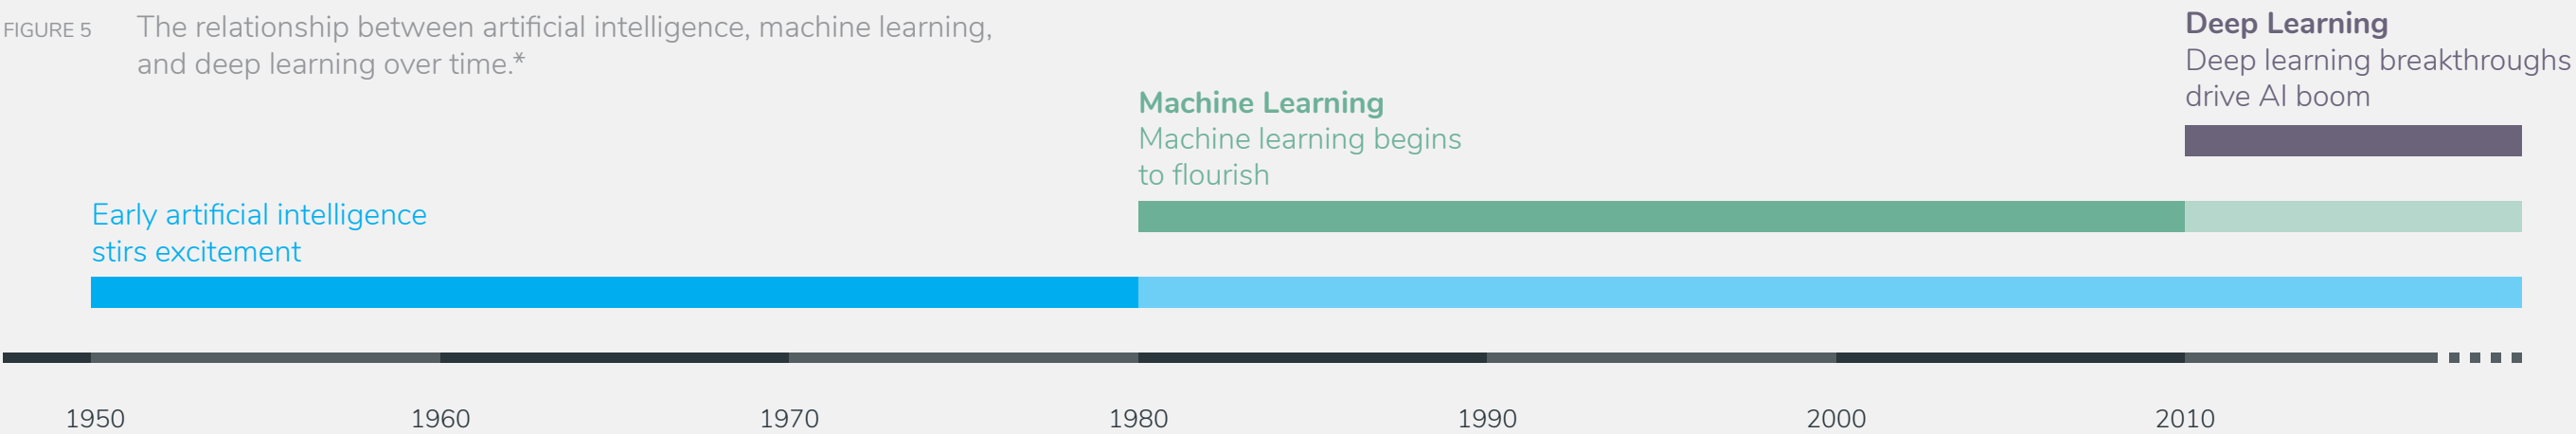 FIGURE 5
The relationship between artificial intelligence, machine learning,
and deep learning over time.*
Deep Learning
Deep learning breakthroughs
drive AI boom
Machine Learning
Machine learning begins
to flourish
Early artificial intelligence
stirs excitement
1950 1960 1970 1980 1990 2000 2010